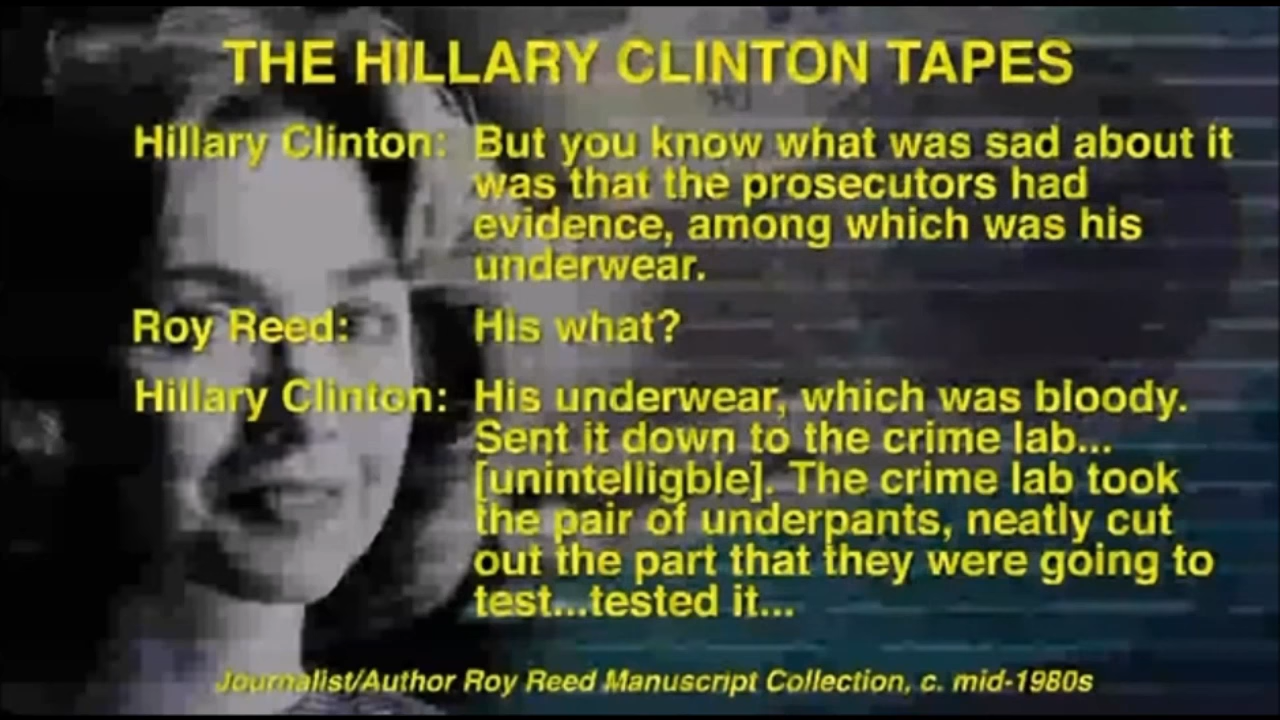 THE HILLARY CLINTON TAPES
Hillary Clinton: But you know what was sad about it
was that the prosecutors had
evidence, among which was his
underwear.
Roy Reed: His what?
Hillary Clinton: His underwear, which was bloody.
Sent it down to the crime lab...
[unintelligble]. The crime lab took
the pair of underpants, neatly cut
out the part that they were going to
test...tested it...
Journalist/Author Roy Reed Manuscript Collection, c. mid-1980s